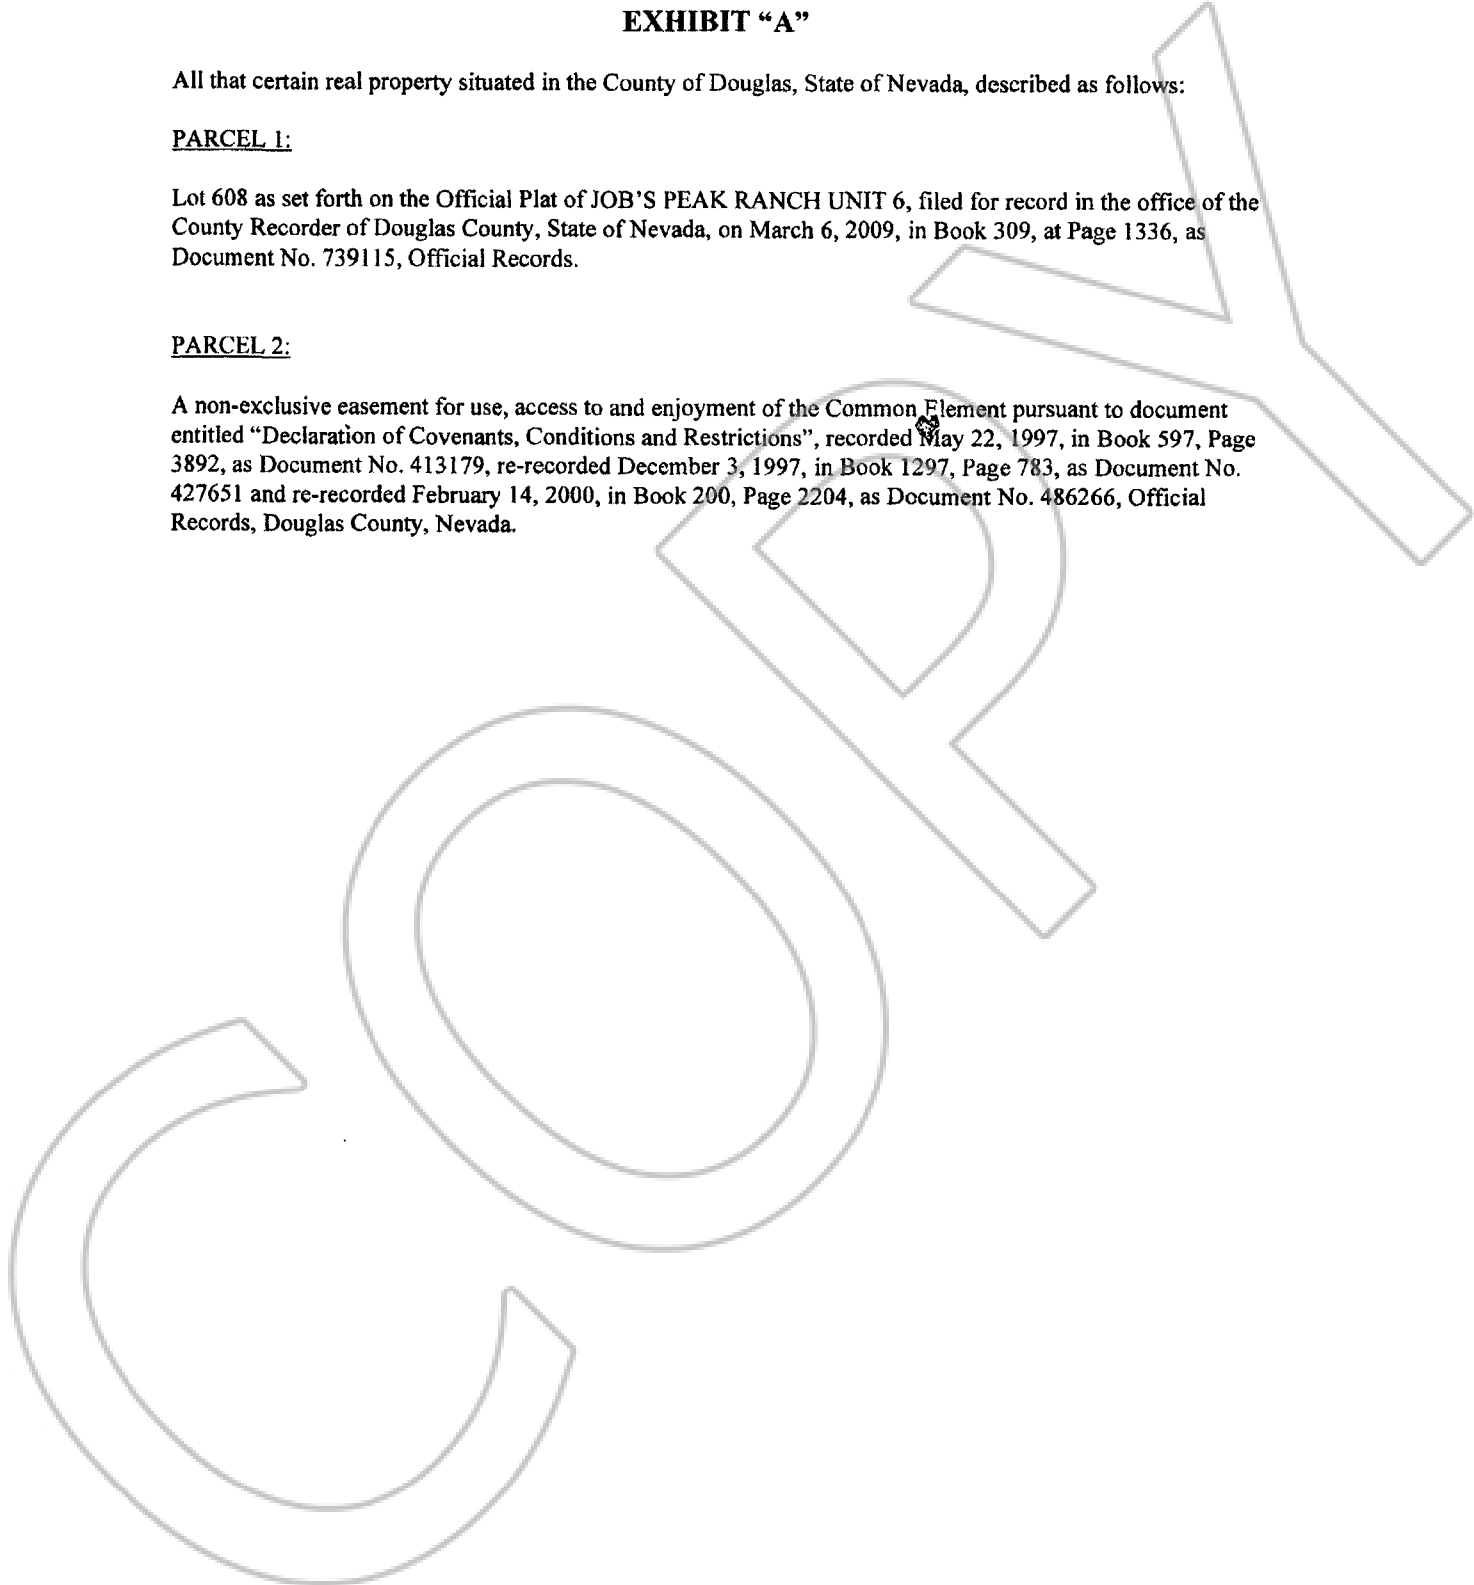 EXHIBIT “A”
All that certain real property situated in the County of Douglas, State of Nevada, described as follows:
PARCEL 1:
Lot 608 as set forth on the Official Plat of JOB’S PEAK RANCH UNIT 6, filed for record in the office of the
County Recorder of Douglas County, State of Nevada, on March 6, 2009, in Book 309, at Page 1336, as
Document No. 739115, Official Records.
PARCEL 2:
A non-exclusive easement for use, access to and enjoyment of the Common Element pursuant to document
entitled “Declaration of Covenants, Conditions and Restrictions”, recorded May 22, 1997, in Book 597, Page
3892, as Document No. 413179, re-recorded December 3, 1997, in Book 1297, Page 783, as Document No.
427651 and re-recorded February 14, 2000, in Book 200, Page 2204, as Document No. 486266, Official
Records, Douglas County, Nevada.
COPY